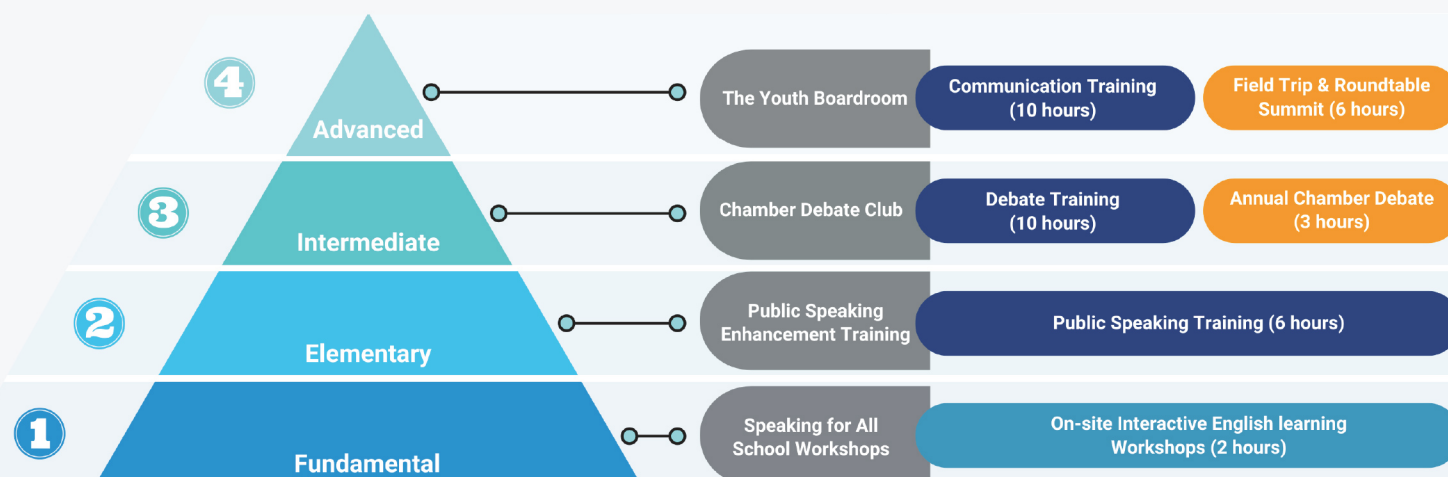 4
Advanced
The Youth Boardroom
Communication Training
(10 hours)
Field Trip & Roundtable
Summit (6 hours)
3
Intermediate
Chamber Debate Club
Debate Training
(10 hours)
Annual Chamber Debate
(3 hours)
2
Elementary
Public Speaking
Enhancement Training
Public Speaking Training (6 hours)
1
Fundamental
Speaking for All
School Workshops
On-site Interactive English learning
Workshops (2 hours)